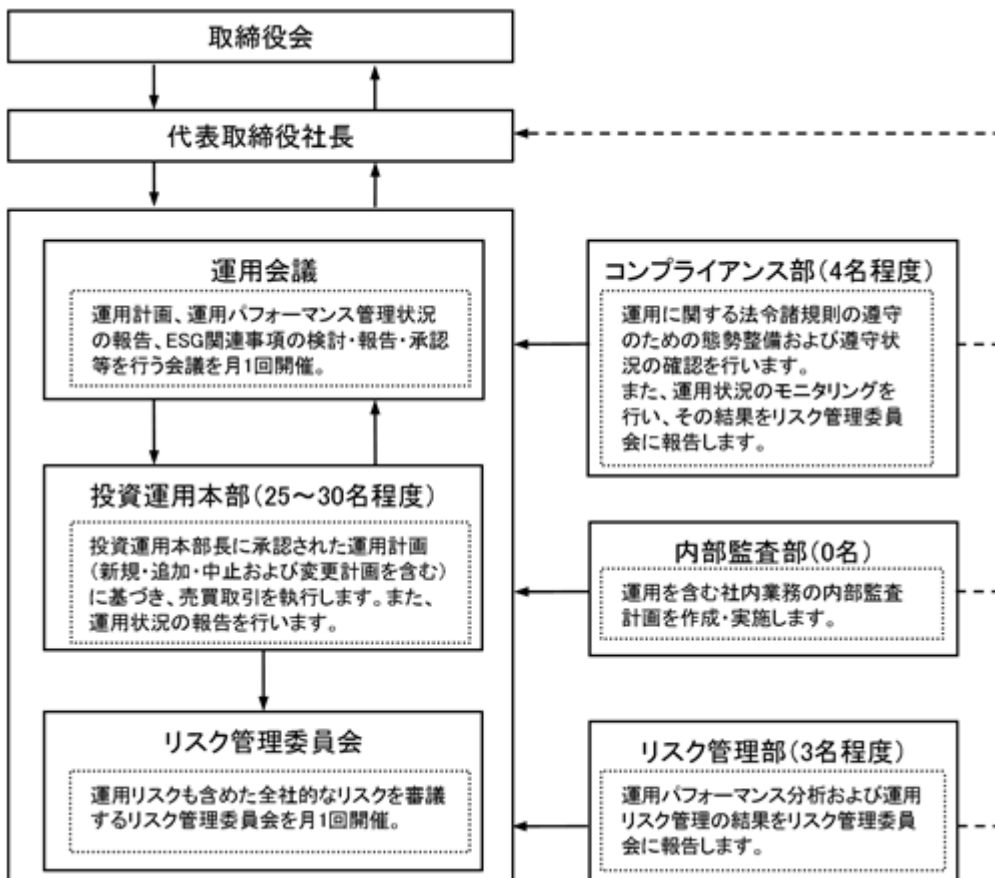 取締役会
代表取締役社長
運用会議
運用計画、運用パフォーマンス管理状況
の報告、ESG関連事項の検討・報告・承認
等を行う会議を月1回開催。
投資運用本部(25～30名程度)
投資運用本部長に承認された運用計画
(新規・追加・中止および変更計画を含む)
に基づき、売買取引を執行します。また、
運用状況の報告を行います。
リスク管理委員会
運用リスクも含めた全社的なリスクを審議
するリスク管理委員会を月1回開催。
コンプライアンス部(4名程度)
運用に関する法令諸規則の遵守
のための態勢整備および遵守状
況の確認を行います。
また、運用状況のモニタリングを
行い、その結果をリスク管理委員
会に報告します。
内部監査部(0名)
運用を含む社内業務の内部監査
計画を作成・実施します。
リスク管理部(3名程度)
運用パフォーマンス分析および運用
リスク管理の結果をリスク管理委員
会に報告します。